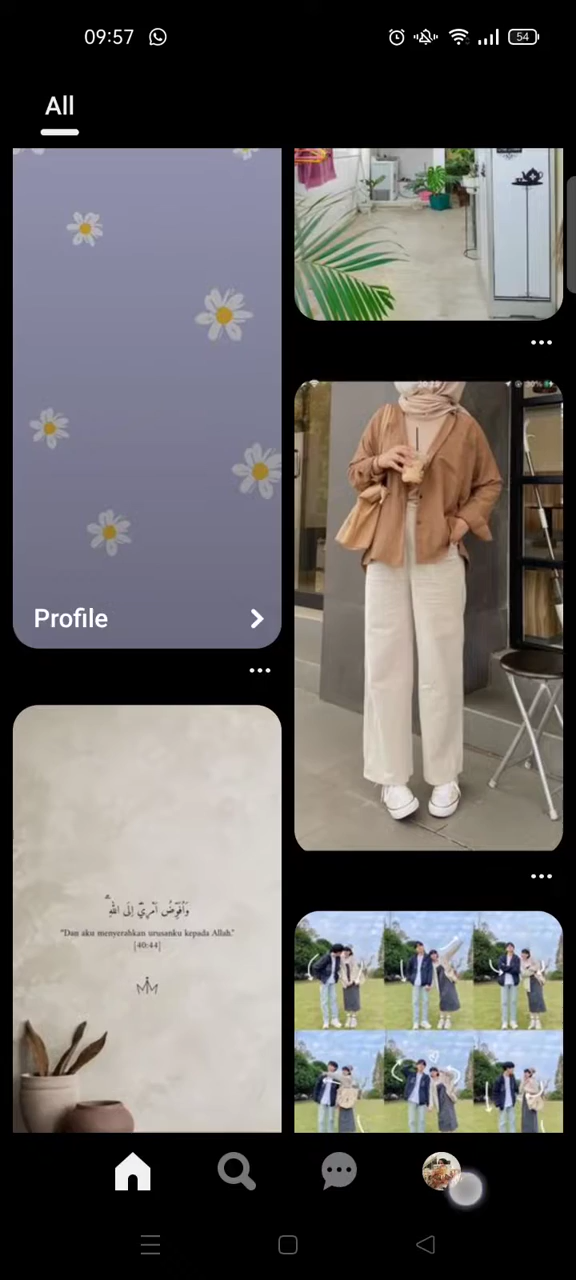 09:57
54
All
Profile
وَأُفَوِّضُ أَمْرِيٓ إِلَى اللَّهِ
"Dan aku menyerahkan urusanku kepada Allah."
[40:44]